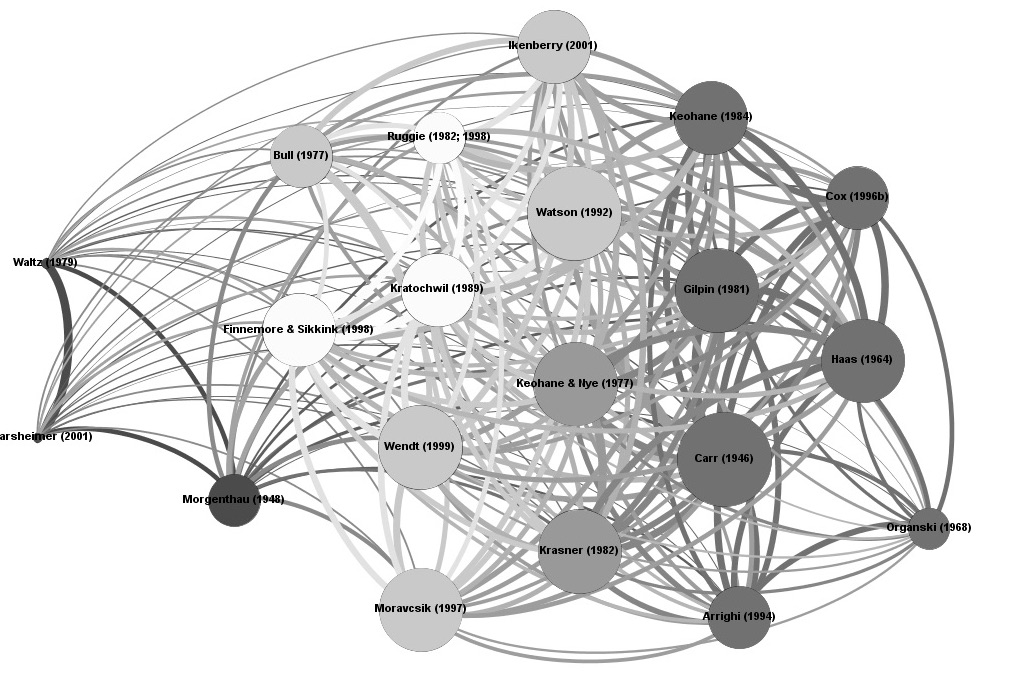 Ikenberry (2001)
Keohane (1984)
Ruggie (1982; 1998)
Bull (1977)
Cox (1996b)
Watson (1992)
Waltz (1979)
Kratochwil (1989)
Gilpin (1981)
Finnemore & Sikkink (1998)
Haas (1964)
Keohane & Nye (1977)
arsheimer (2001)
Wendt (1999)
Carr (1946)
Morgenthau (1948)
Organski (1968)
Krasner (1982)
Moravcsik (1997)
Arrighi (1994)